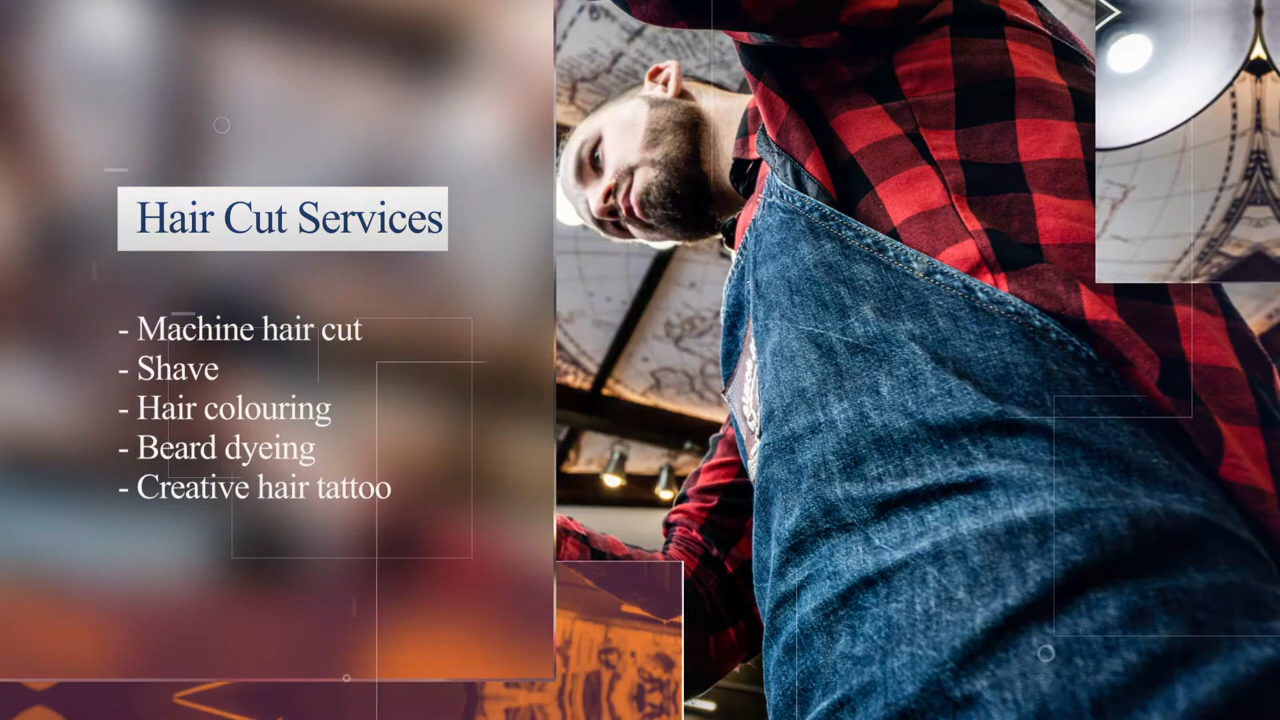 Hair Cut Services
- Machine hair cut
- Shave
- Hair colouring
- Beard dyeing
- Creative hair tattoo